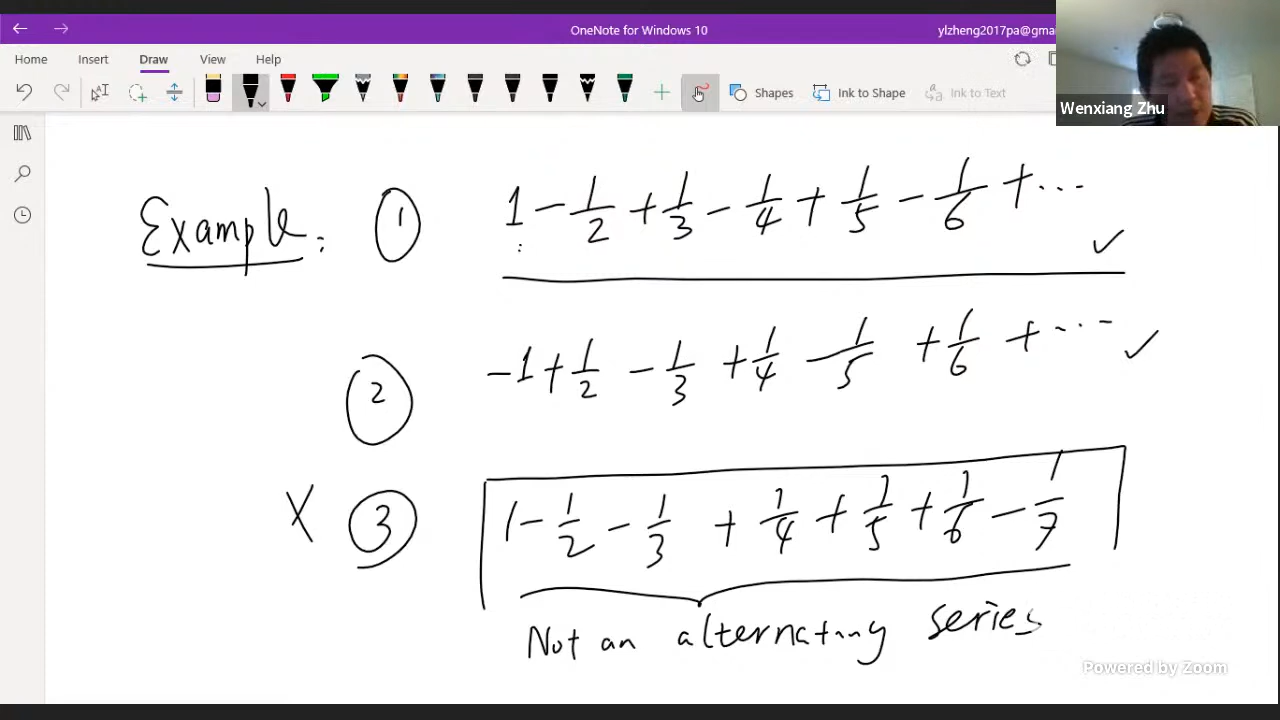 OneNote for Windows 10
ylzheng2017pa@gma
Home Insert Draw View Help
Shapes Ink to Shape Ink to Text
Wenxiang Zhu
Example: ① 1 - 1/2 + 1/3 - 1/4 + 1/5 - 1/6 + ··· ✓
② -1 + 1/2 - 1/3 + 1/4 - 1/5 + 1/6 + ··· ✓
X ③ 1 - 1/2 - 1/3 + 1/4 + 1/5 + 1/6 - 1/7
Not an alternating series
Powered by Zoom